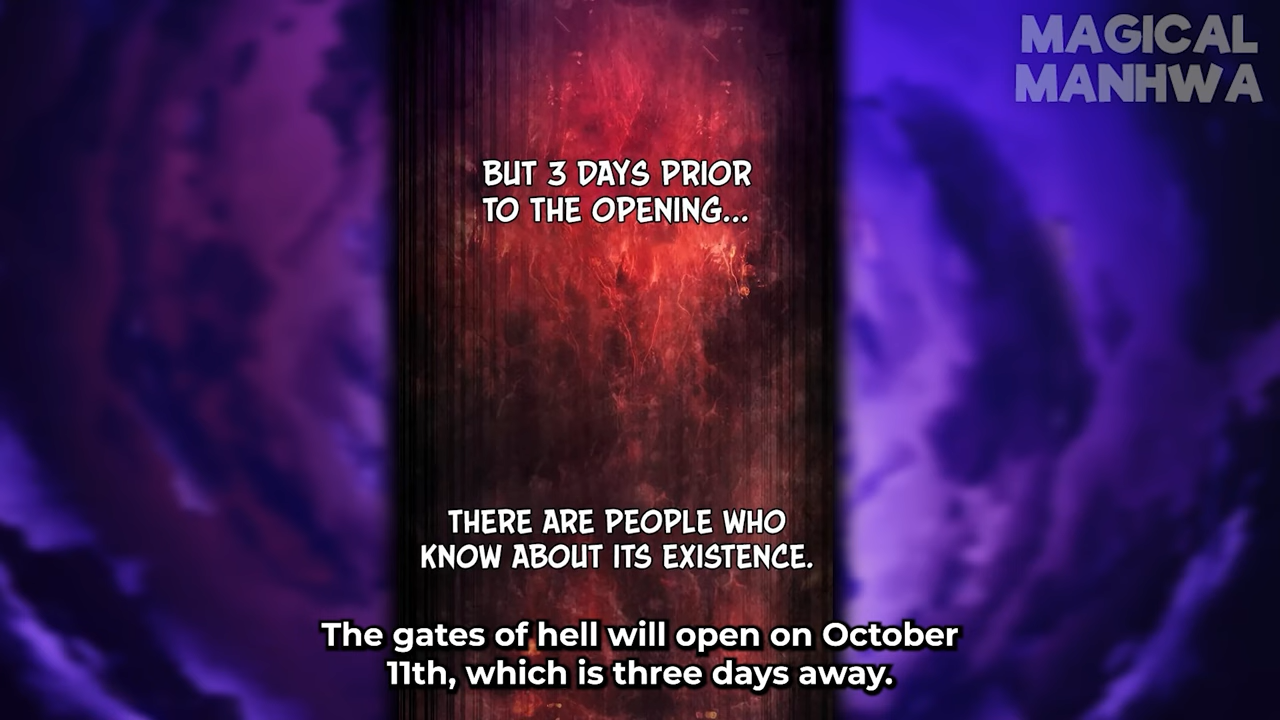 MAGICAL
MANHWA
BUT 3 DAYS PRIOR
TO THE OPENING...
THERE ARE PEOPLE WHO
KNOW ABOUT ITS EXISTENCE.
The gates of hell will open on October
11th, which is three days away.